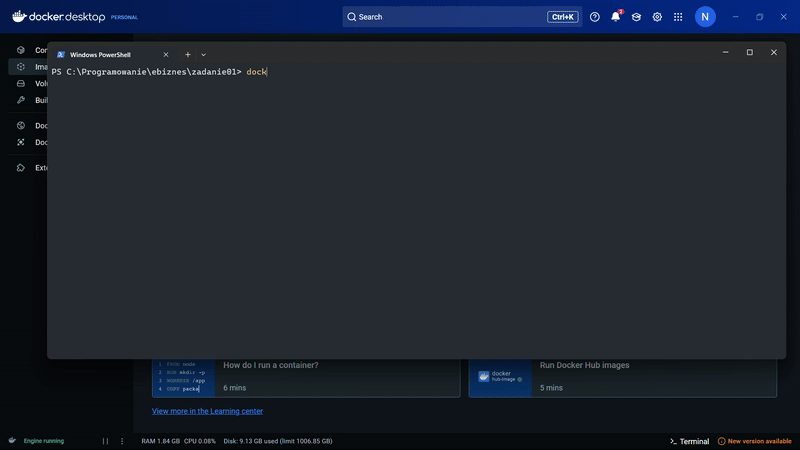 docker desktop PERSONAL
Search Ctrl+K
2
N
Windows PowerShell
PS C:\Programowanie\ebiznes\zadanie01> dock
Con
Ima
Volu
Buil
Doc
Doc
Exte
1 FROM node
2 RUN mkdir -p
3 WORKDIR /app
4 COPY packa
How do I run a container?
6 mins
docker
hub-image
Run Docker Hub images
5 mins
View more in the Learning center
Engine running
RAM 1.84 GB CPU 0.08% Disk: 9.13 GB used (limit 1006.85 GB)
Terminal
New version available